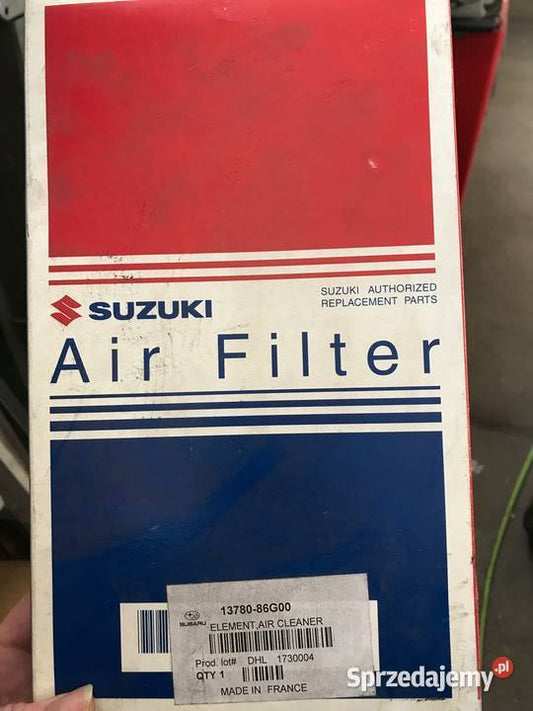 SUZUKI AUTHORIZED
REPLACEMENT PARTS
SUZUKI
Air Filter
13780-86G00
SUBARU
ELEMENT,AIR CLEANER
Prod. lot# DHL 1730004
QTY 1
MADE IN FRANCE
Sprzedajemy.pl